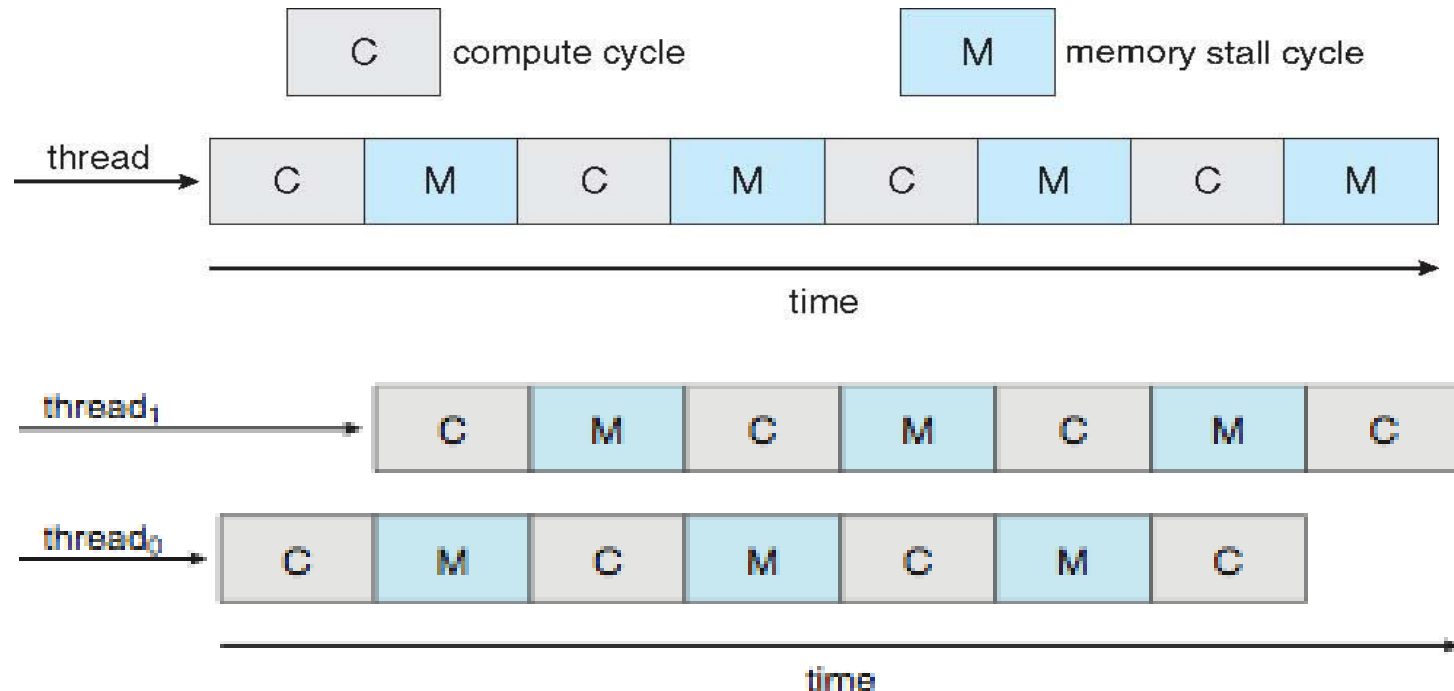 C compute cycle M memory stall cycle
thread
C M C M C M C M
time
thread₁
C M C M C M C
thread₀
C M C M C M C
time